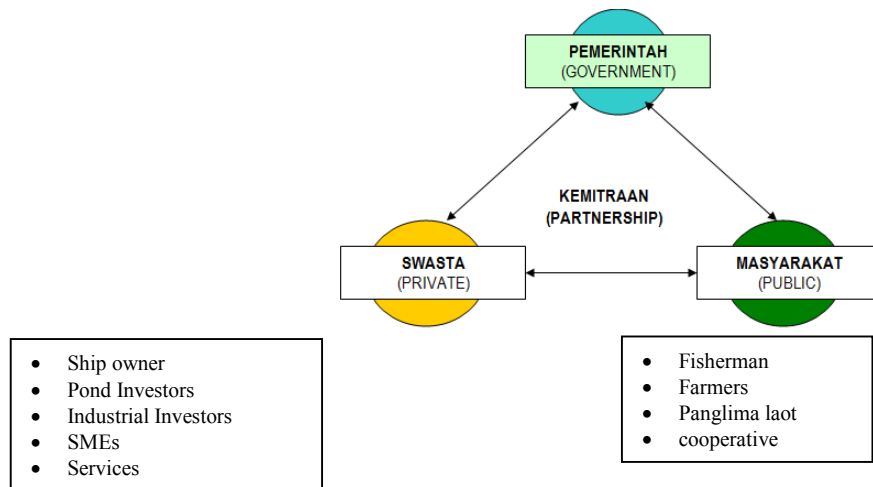 PEMERINTAH
(GOVERNMENT)
KEMITRAAN
(PARTNERSHIP)
SWASTA
(PRIVATE)
MASYARAKAT
(PUBLIC)
• Ship owner
• Pond Investors
• Industrial Investors
• SMEs
• Services
• Fisherman
• Farmers
• Panglima laot
• cooperative